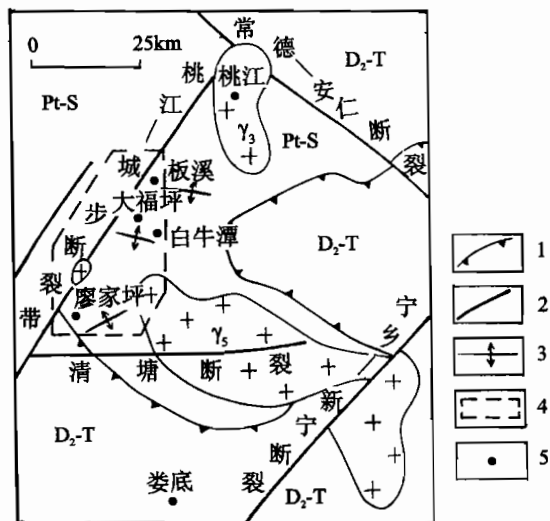 0 25km
常德—安仁断裂
D₂-T
Pt-S
桃江—城步断裂带
桃江
γ₃
Pt-S
板溪
大福坪
白牛潭
D₂-T
廖家坪
γ₅
清塘断裂
宁乡—新宁断裂
D₂-T
娄底
D₂-T
1
2
3
4
5